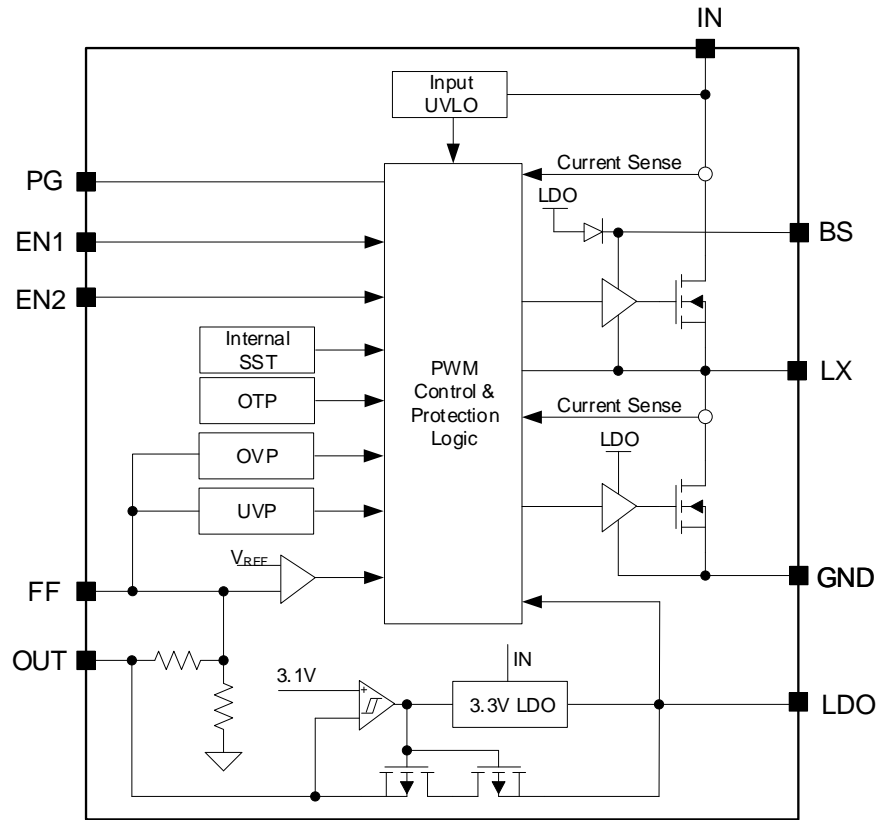 IN
Input
UVLO
Current Sense
PG
LDO
BS
EN1
EN2
Internal
SST
PWM
Control &
Protection
Logic
LX
OTP
Current Sense
OVP
LDO
UVP
VREF
FF
GND
OUT
IN
3.1V
+
-
3.3V LDO
LDO